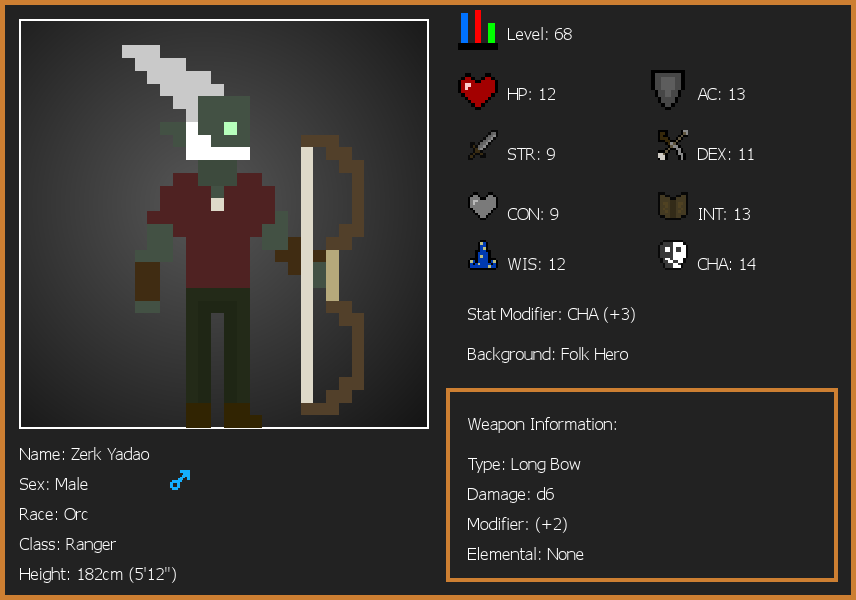 Level: 68
HP: 12
AC: 13
STR: 9
DEX: 11
CON: 9
INT: 13
WIS: 12
CHA: 14
Stat Modifier: CHA (+3)
Background: Folk Hero
Weapon Information:
Type: Long Bow
Damage: d6
Modifier: (+2)
Elemental: None
Name: Zerk Yadao
Sex: Male
Race: Orc
Class: Ranger
Height: 182cm (5'12")